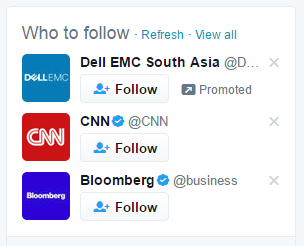 Who to follow · Refresh · View all
DELLEMC
Dell EMC South Asia @D...
Follow
Promoted
CNN
CNN @CNN
Follow
Bloomberg
Bloomberg @business
Follow